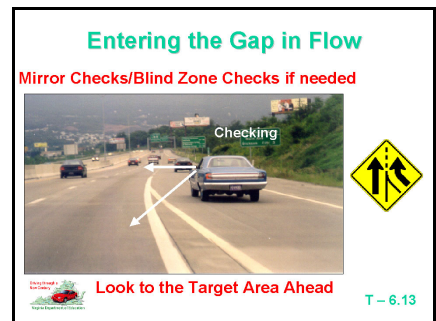 Entering the Gap in Flow
Mirror Checks/Blind Zone Checks if needed
Checking
Look to the Target Area Ahead
T – 6.13